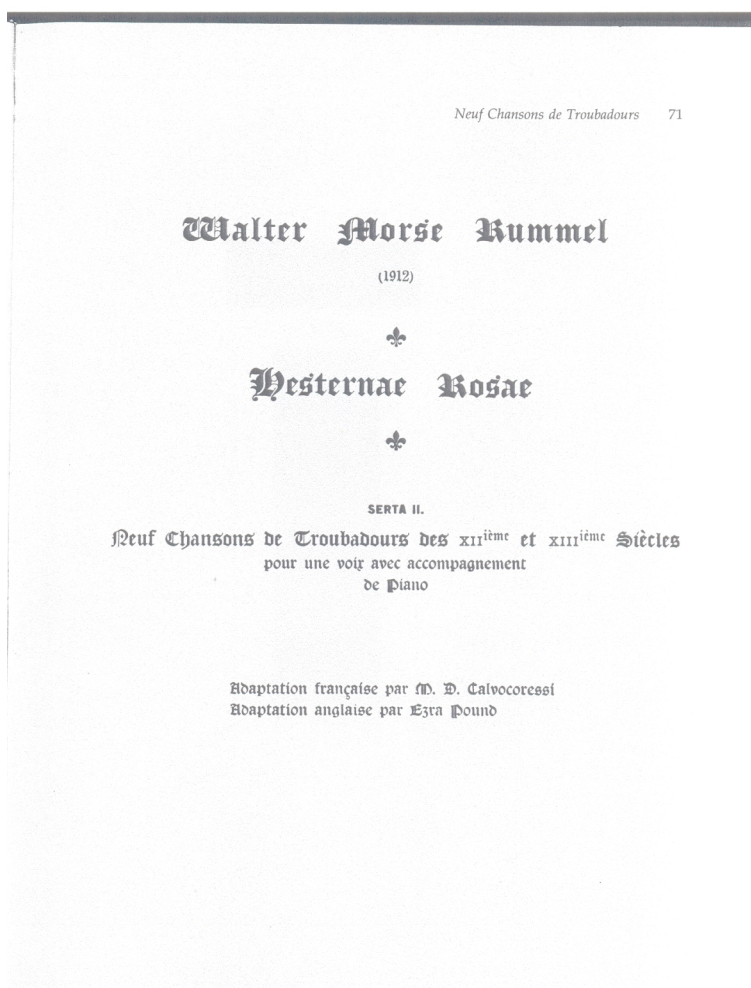 Neuf Chansons de Troubadours 71
Walter Morse Rummel
(1912)
Hesternae Rosae
SERTA II.
Neuf Chansons de Troubadours des XIIième et XIIIième Siècles
pour une voix avec accompagnement
de Piano
Adaptation française par M. D. Calvocoressi
Adaptation anglaise par Ezra Pound